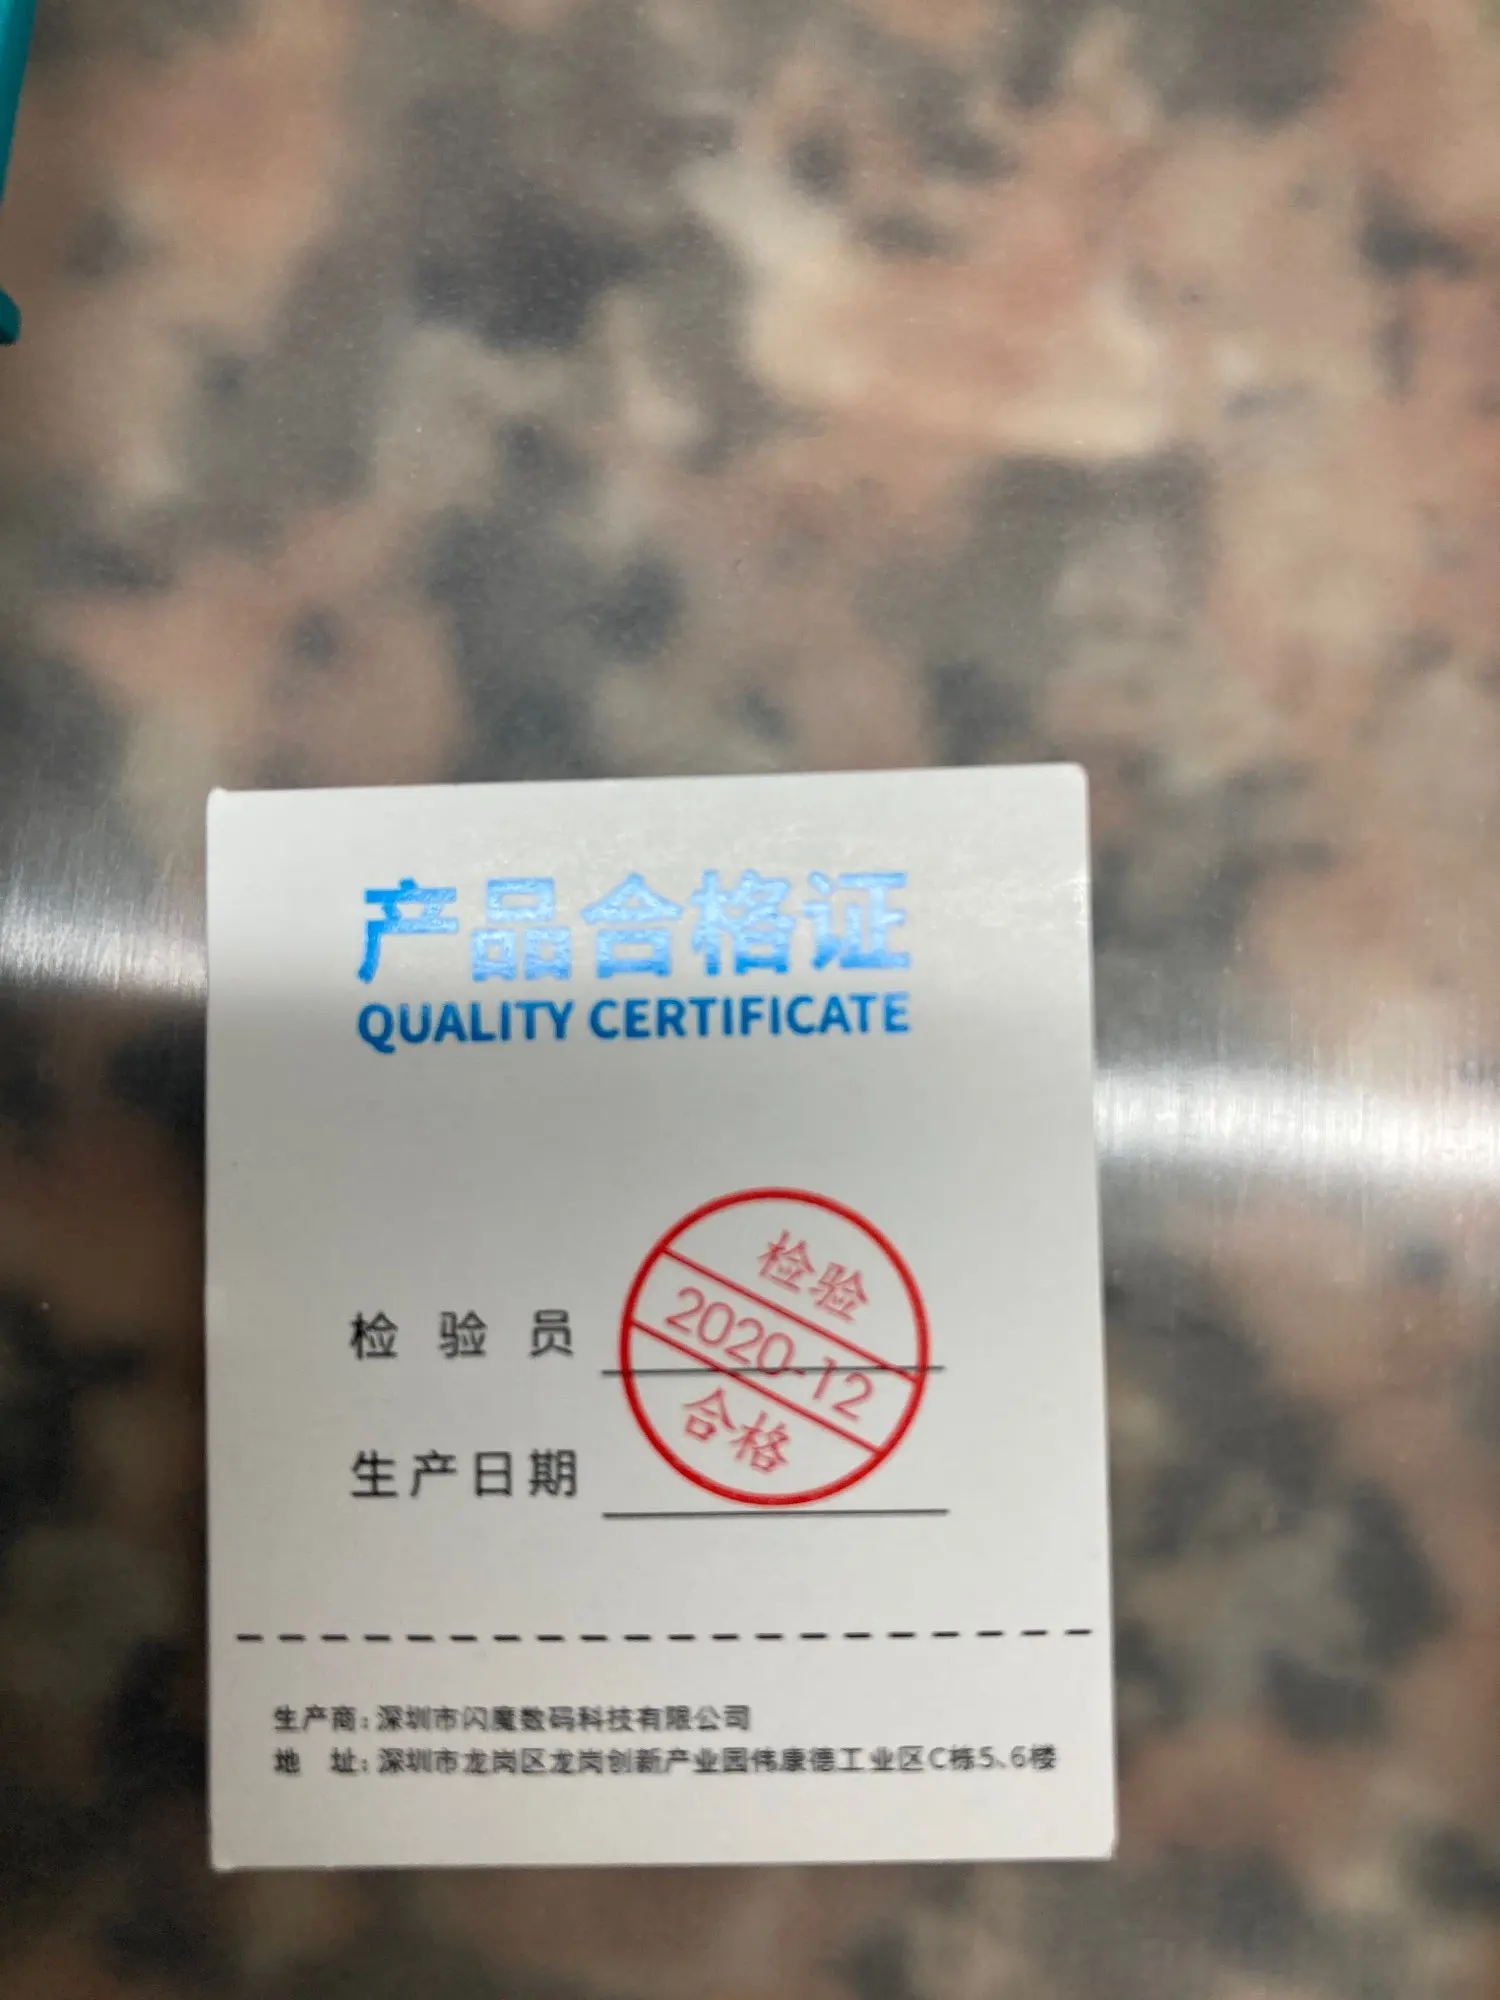 产品合格证
QUALITY CERTIFICATE
检验员
检验
2020-12
合格
生产日期
生产商：深圳市闪魔数码科技有限公司
地 址：深圳市龙岗区龙岗创新产业园伟康德工业区C栋5、6楼